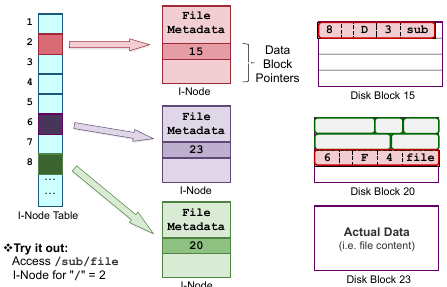 1
2
3
4
5
6
7
8
...
...
I-Node Table
❖Try it out:
Access /sub/file
I-Node for "/" = 2
File
Metadata
15
I-Node
File
Metadata
23
I-Node
File
Metadata
20
I-Node
Data
Block
Pointers
8 D 3 sub
Disk Block 15
6 F 4 file
Disk Block 20
Actual Data
(i.e. file content)
Disk Block 23